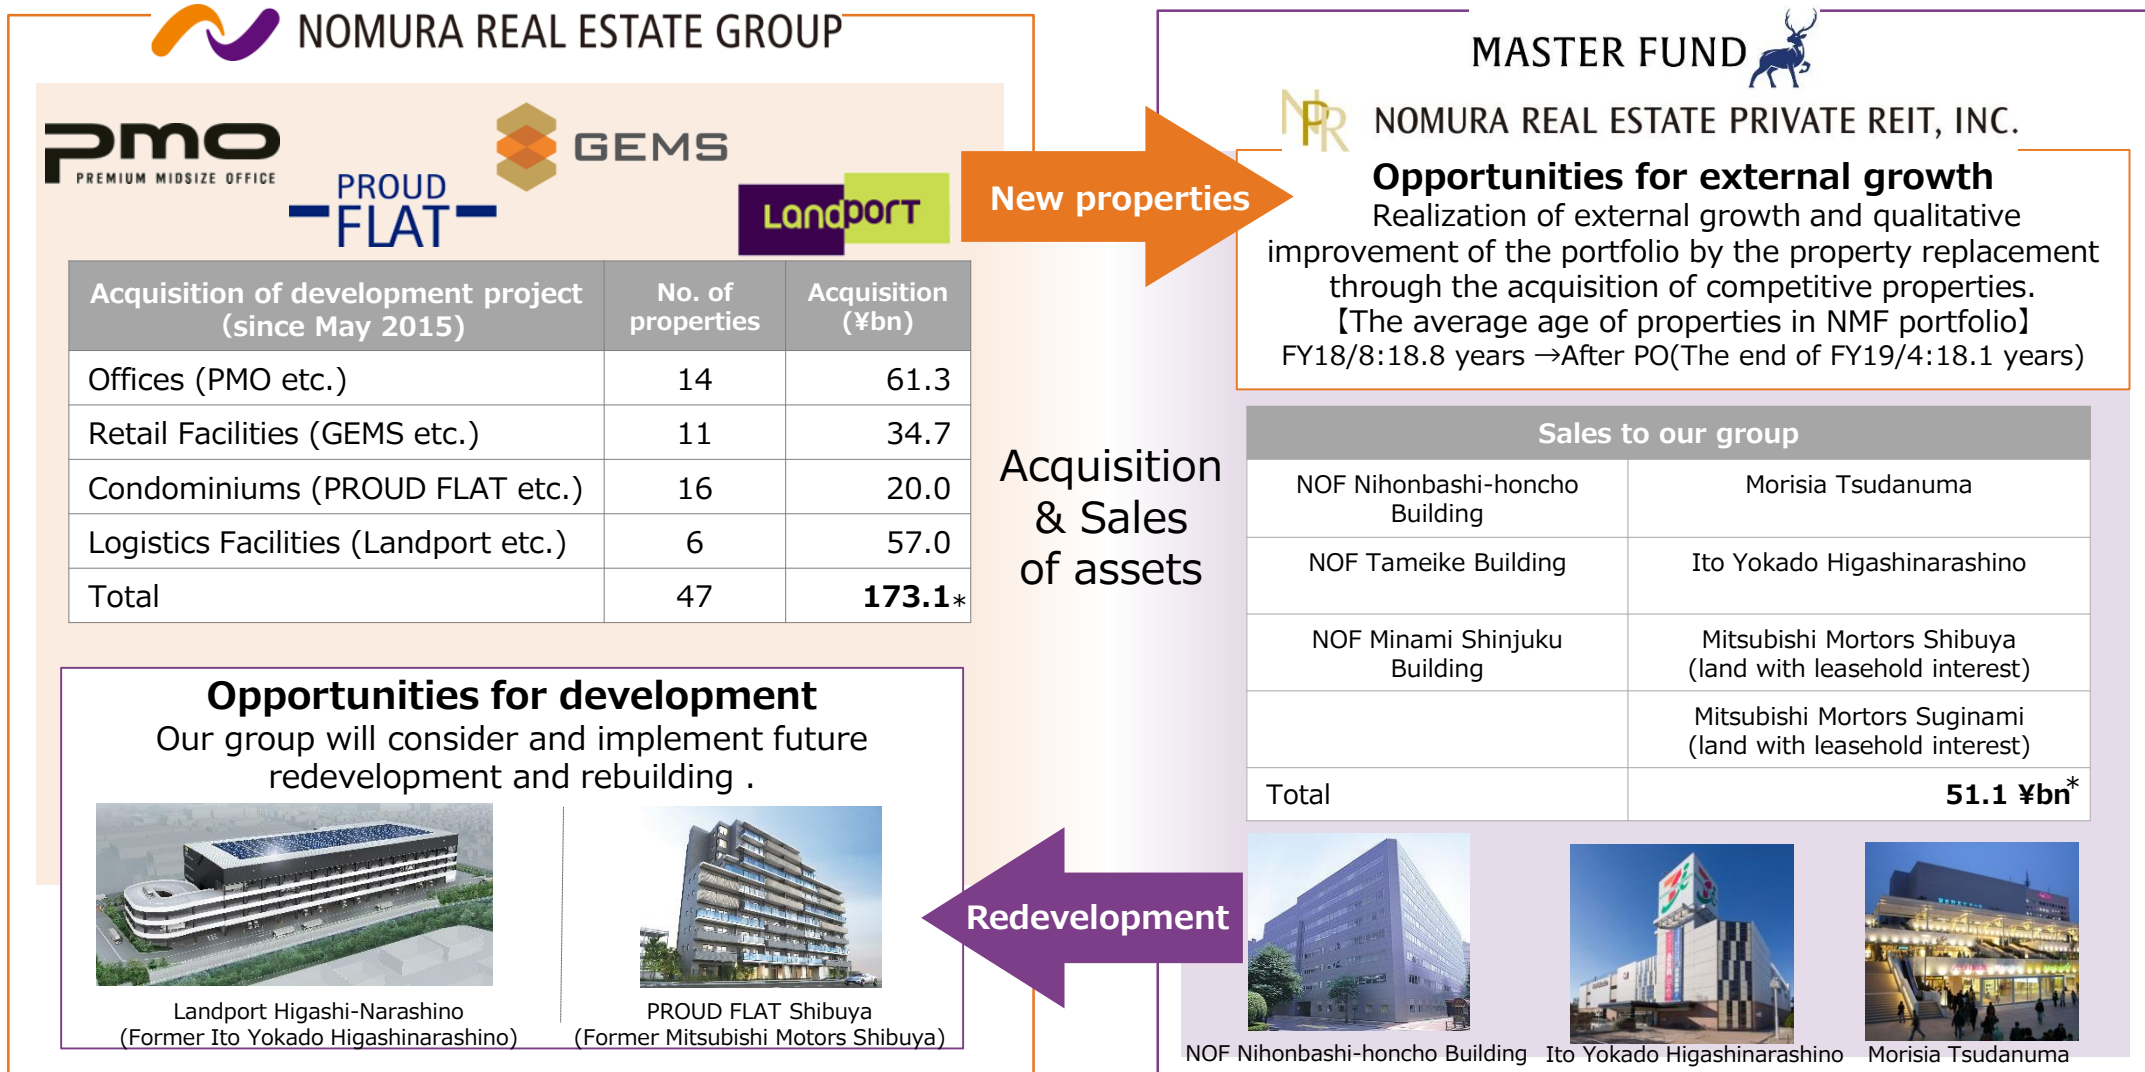 NOMURA REAL ESTATE GROUP
pmo
PREMIUM MIDSIZE OFFICE
PROUD
FLAT
GEMS
Landport
Acquisition of development project
(since May 2015)
No. of
properties
Acquisition
(¥bn)
Offices (PMO etc.) 14 61.3
Retail Facilities (GEMS etc.) 11 34.7
Condominiums (PROUD FLAT etc.) 16 20.0
Logistics Facilities (Landport etc.) 6 57.0
Total 47 173.1*
Opportunities for development
Our group will consider and implement future
redevelopment and rebuilding .
Landport Higashi-Narashino
(Former Ito Yokado Higashinarashino)
PROUD FLAT Shibuya
(Former Mitsubishi Motors Shibuya)
New properties
Acquisition
& Sales
of assets
Redevelopment
MASTER FUND
NPR
NOMURA REAL ESTATE PRIVATE REIT, INC.
Opportunities for external growth
Realization of external growth and qualitative
improvement of the portfolio by the property replacement
through the acquisition of competitive properties.
【The average age of properties in NMF portfolio】
FY18/8:18.8 years →After PO(The end of FY19/4:18.1 years)
Sales to our group
NOF Nihonbashi-honcho
Building
Morisia Tsudanuma
NOF Tameike Building
Ito Yokado Higashinarashino
NOF Minami Shinjuku
Building
Mitsubishi Mortors Shibuya
(land with leasehold interest)
Mitsubishi Mortors Suginami
(land with leasehold interest)
Total 51.1 ¥bn*
NOF Nihonbashi-honcho Building
Ito Yokado Higashinarashino
Morisia Tsudanuma